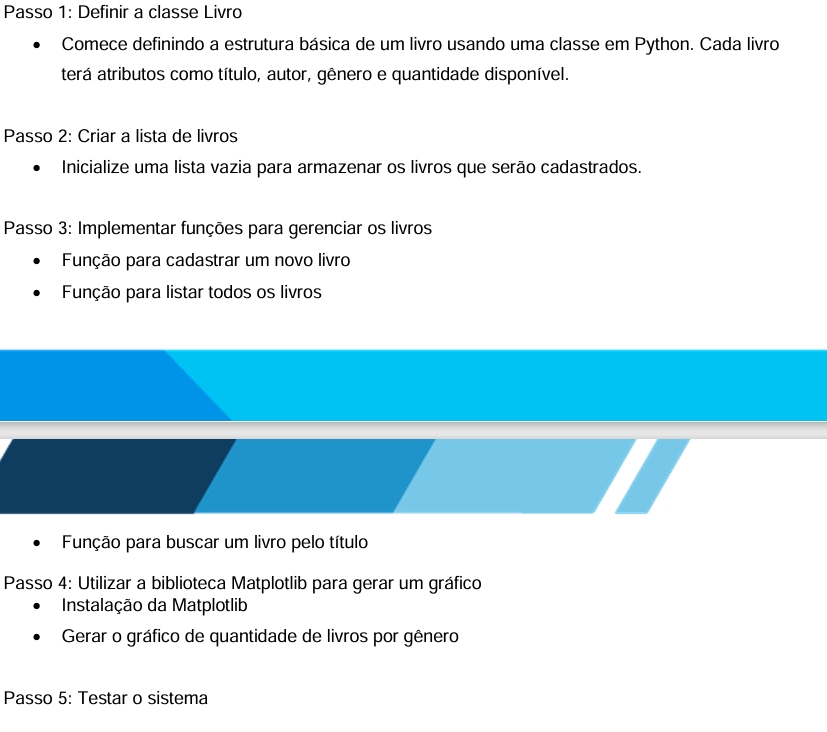 Passo 1: Definir a classe Livro
• Comece definindo a estrutura básica de um livro usando uma classe em Python. Cada livro
terá atributos como título, autor, gênero e quantidade disponível.
Passo 2: Criar a lista de livros
• Inicialize uma lista vazia para armazenar os livros que serão cadastrados.
Passo 3: Implementar funções para gerenciar os livros
• Função para cadastrar um novo livro
• Função para listar todos os livros
• Função para buscar um livro pelo título
Passo 4: Utilizar a biblioteca Matplotlib para gerar um gráfico
• Instalação da Matplotlib
• Gerar o gráfico de quantidade de livros por gênero
Passo 5: Testar o sistema